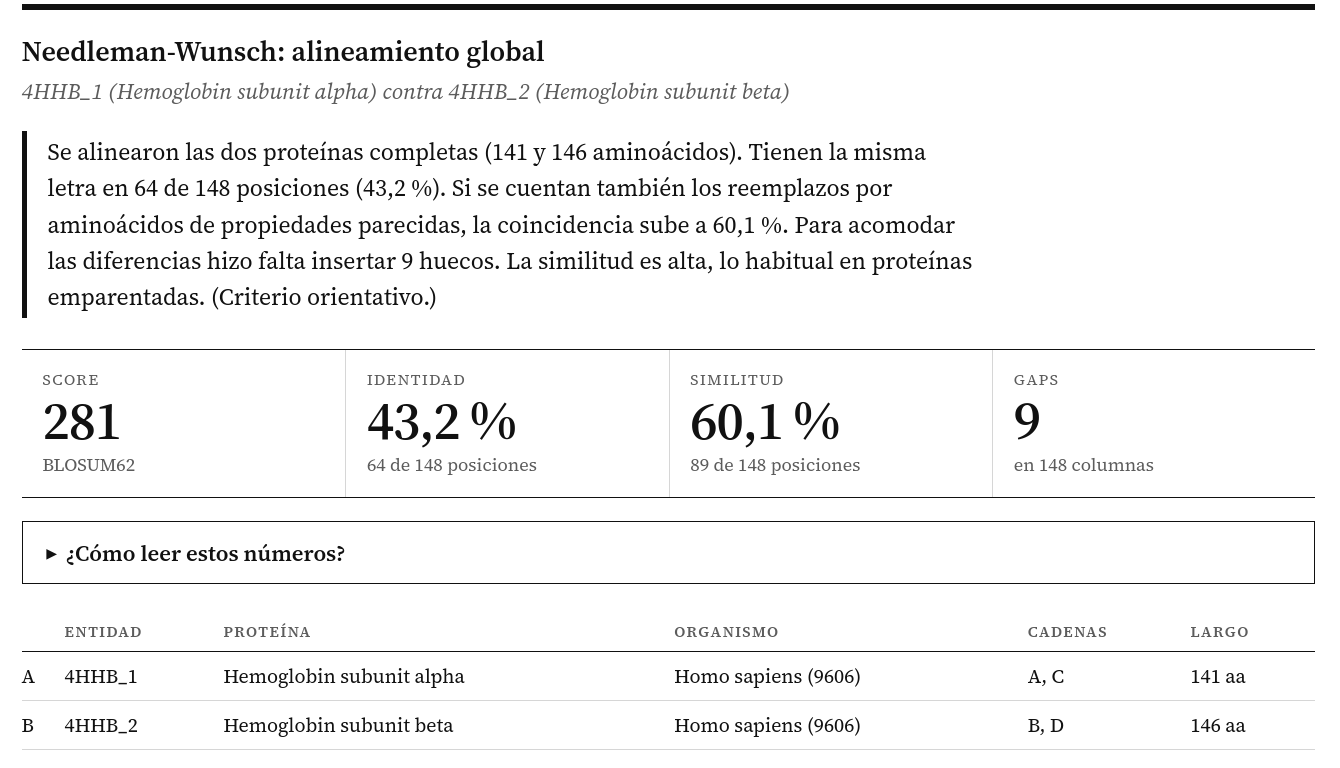 Needleman-Wunsch: alineamiento global
4HHB_1 (Hemoglobin subunit alpha) contra 4HHB_2 (Hemoglobin subunit beta)
Se alinearon las dos proteínas completas (141 y 146 aminoácidos). Tienen la misma
letra en 64 de 148 posiciones (43,2 %). Si se cuentan también los reemplazos por
aminoácidos de propiedades parecidas, la coincidencia sube a 60,1 %. Para acomodar
las diferencias hizo falta insertar 9 huecos. La similitud es alta, lo habitual en proteínas
emparentadas. (Criterio orientativo.)
SCORE IDENTIDAD SIMILITUD GAPS
281 43,2 % 60,1 % 9
BLOSUM62 64 de 148 posiciones 89 de 148 posiciones en 148 columnas
▸ ¿Cómo leer estos números?
ENTIDAD PROTEÍNA ORGANISMO CADENAS LARGO
A 4HHB_1 Hemoglobin subunit alpha Homo sapiens (9606) A, C 141 aa
B 4HHB_2 Hemoglobin subunit beta Homo sapiens (9606) B, D 146 aa